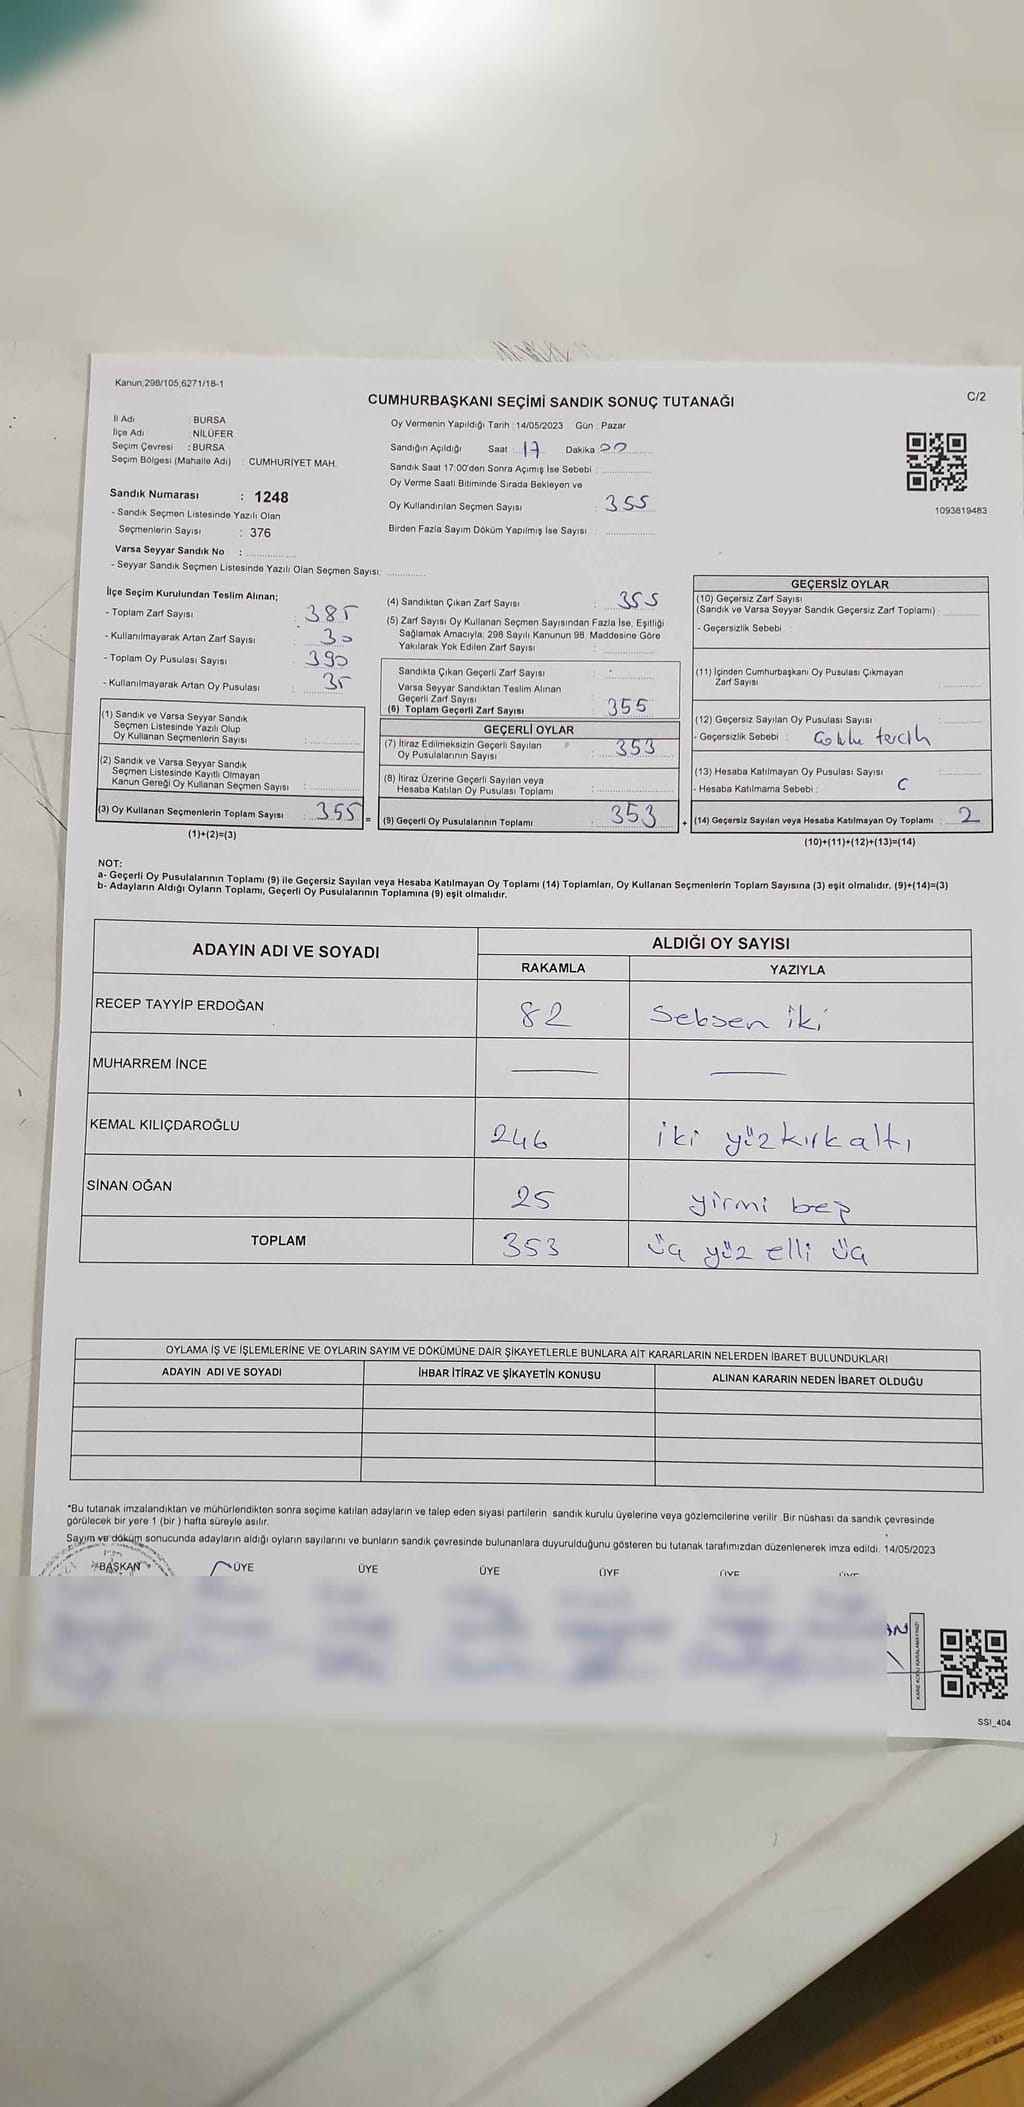 Kanun;298/105,6271/18-1
C/2
CUMHURBAŞKANI SEÇİMİ SANDIK SONUÇ TUTANAĞI
İl Adı : BURSA
İlçe Adı : NİLÜFER
Seçim Çevresi : BURSA
Seçim Bölgesi (Mahalle Adı) : CUMHURİYET MAH.
Oy Vermenin Yapıldığı Tarih : 14/05/2023 Gün : Pazar
Sandığın Açıldığı Saat : 17 Dakika
Sandık Saat 17:00'den Sonra Açımış İse Sebebi :
Oy Verme Saati Bitiminde Sırada Bekleyen ve
Oy Kullandırılan Seçmen Sayısı : 355
Birden Fazla Sayım Döküm Yapılmış İse Sayısı :
1093819483
Sandık Numarası : 1248
- Sandık Seçmen Listesinde Yazılı Olan
Seçmenlerin Sayısı : 376
Varsa Seyyar Sandık No :
- Seyyar Sandık Seçmen Listesinde Yazılı Olan Seçmen Sayısı:
İlçe Seçim Kurulundan Teslim Alınan;
- Toplam Zarf Sayısı : 385
- Kullanılmayarak Artan Zarf Sayısı : 30
- Toplam Oy Pusulası Sayısı : 390
- Kullanılmayarak Artan Oy Pusulası : 35
(1) Sandık ve Varsa Seyyar Sandık
Seçmen Listesinde Yazılı Olup
Oy Kullanan Seçmenlerin Sayısı :
(2) Sandık ve Varsa Seyyar Sandık
Seçmen Listesinde Kayıtlı Olmayan
Kanun Gereği Oy Kullanan Seçmen Sayısı :
(3) Oy Kullanan Seçmenlerin Toplam Sayısı : 355 =
(1)+(2)=(3)
(4) Sandıktan Çıkan Zarf Sayısı : 355
(5) Zarf Sayısı Oy Kullanan Seçmen Sayısından Fazla İse, Eşitliği
Sağlamak Amacıyla; 298 Sayılı Kanunun 98. Maddesine Göre
Yakılarak Yok Edilen Zarf Sayısı :
Sandıkta Çıkan Geçerli Zarf Sayısı :
Varsa Seyyar Sandıktan Teslim Alınan
Geçerli Zarf Sayısı
(6) Toplam Geçerli Zarf Sayısı : 355
GEÇERLİ OYLAR
(7) İtiraz Edilmeksizin Geçerli Sayılan
Oy Pusulalarının Sayısı : 353
(8) İtiraz Üzerine Geçerli Sayılan veya
Hesaba Katılan Oy Pusulası Toplamı :
(9) Geçerli Oy Pusulalarının Toplamı : 353 +
GEÇERSİZ OYLAR
(10) Geçersiz Zarf Sayısı
(Sandık ve Varsa Seyyar Sandık Geçersiz Zarf Toplamı) :
- Geçersizlik Sebebi :
(11) İçinden Cumhurbaşkanı Oy Pusulası Çıkmayan
Zarf Sayısı :
(12) Geçersiz Sayılan Oy Pusulası Sayısı :
- Geçersizlik Sebebi : tercih
(13) Hesaba Katılmayan Oy Pusulası Sayısı :
- Hesaba Katılmama Sebebi :
(14) Geçersiz Sayılan veya Hesaba Katılmayan Oy Toplamı : 2
(10)+(11)+(12)+(13)=(14)
NOT:
a- Geçerli Oy Pusulalarının Toplamı (9) ile Geçersiz Sayılan veya Hesaba Katılmayan Oy Toplamı (14) Toplamları, Oy Kullanan Seçmenlerin Toplam Sayısına (3) eşit olmalıdır. (9)+(14)=(3)
b- Adayların Aldığı Oyların Toplamı, Geçerli Oy Pusulalarının Toplamına (9) eşit olmalıdır.
ADAYIN ADI VE SOYADI ALDIĞI OY SAYISI
RAKAMLA YAZIYLA
RECEP TAYYİP ERDOĞAN 82 Seksen iki
MUHARREM İNCE — —
KEMAL KILIÇDAROĞLU 246 iki yüzkırkaltı
SİNAN OĞAN 25 yirmi beş
TOPLAM 353 üç yüz elli üç
OYLAMA İŞ VE İŞLEMLERİNE VE OYLARIN SAYIM VE DÖKÜMÜNE DAİR ŞİKAYETLERLE BUNLARA AİT KARARLARIN NELERDEN İBARET BULUNDUKLARI
ADAYIN ADI VE SOYADI İHBAR İTİRAZ VE ŞİKAYETİN KONUSU ALINAN KARARIN NEDEN İBARET OLDUĞU
*Bu tutanak imzalandıktan ve mühürlendikten sonra seçime katılan adayların ve talep eden siyasi partilerin sandık kurulu üyelerine veya gözlemcilerine verilir. Bir nüshası da sandık çevresinde
görülecek bir yere 1 (bir) hafta süreyle asılır.
Sayım ve döküm sonucunda adayların aldığı oyların sayılarını ve bunların sandık çevresinde bulunanlara duyurulduğunu gösteren bu tutanak tarafımızdan düzenlenerek imza edildi. 14/05/2023
BAŞKAN ÜYE ÜYE ÜYE ÜYE ÜYE
KARE KODU KARALAMAYINIZ!
SSI_404